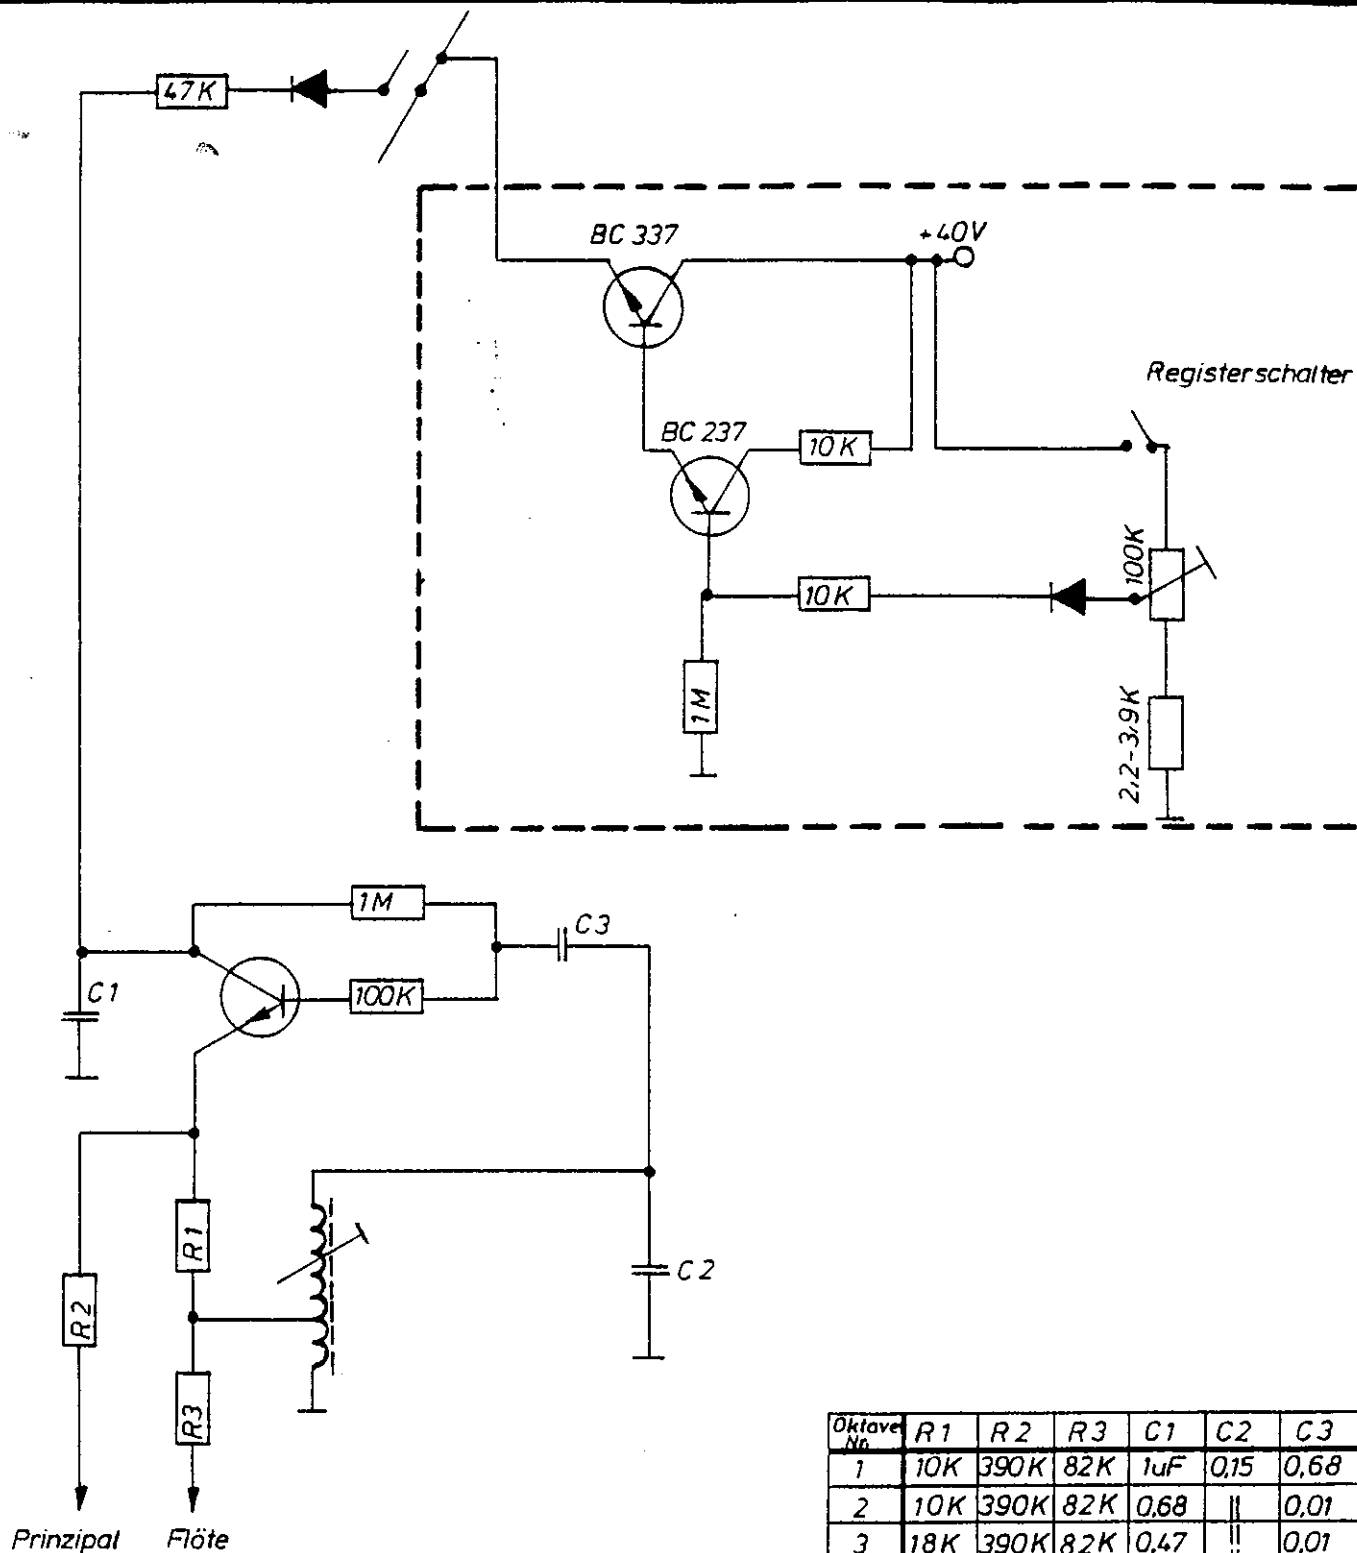 47K
BC 337
+40V
Registerschalter
BC 237
10K
10K
100K
1M
2,2-3,9K
1M
C3
C1
100K
R1
C2
R2
R3
Prinzipal Flöte
Oktave Nr. R1 R2 R3 C1 C2 C3
1 10K 390K 82K 1uF 0,15 0,68
2 10K 390K 82K 0,68 || 0,01
3 18K 390K 82K 0,47 || 0,01